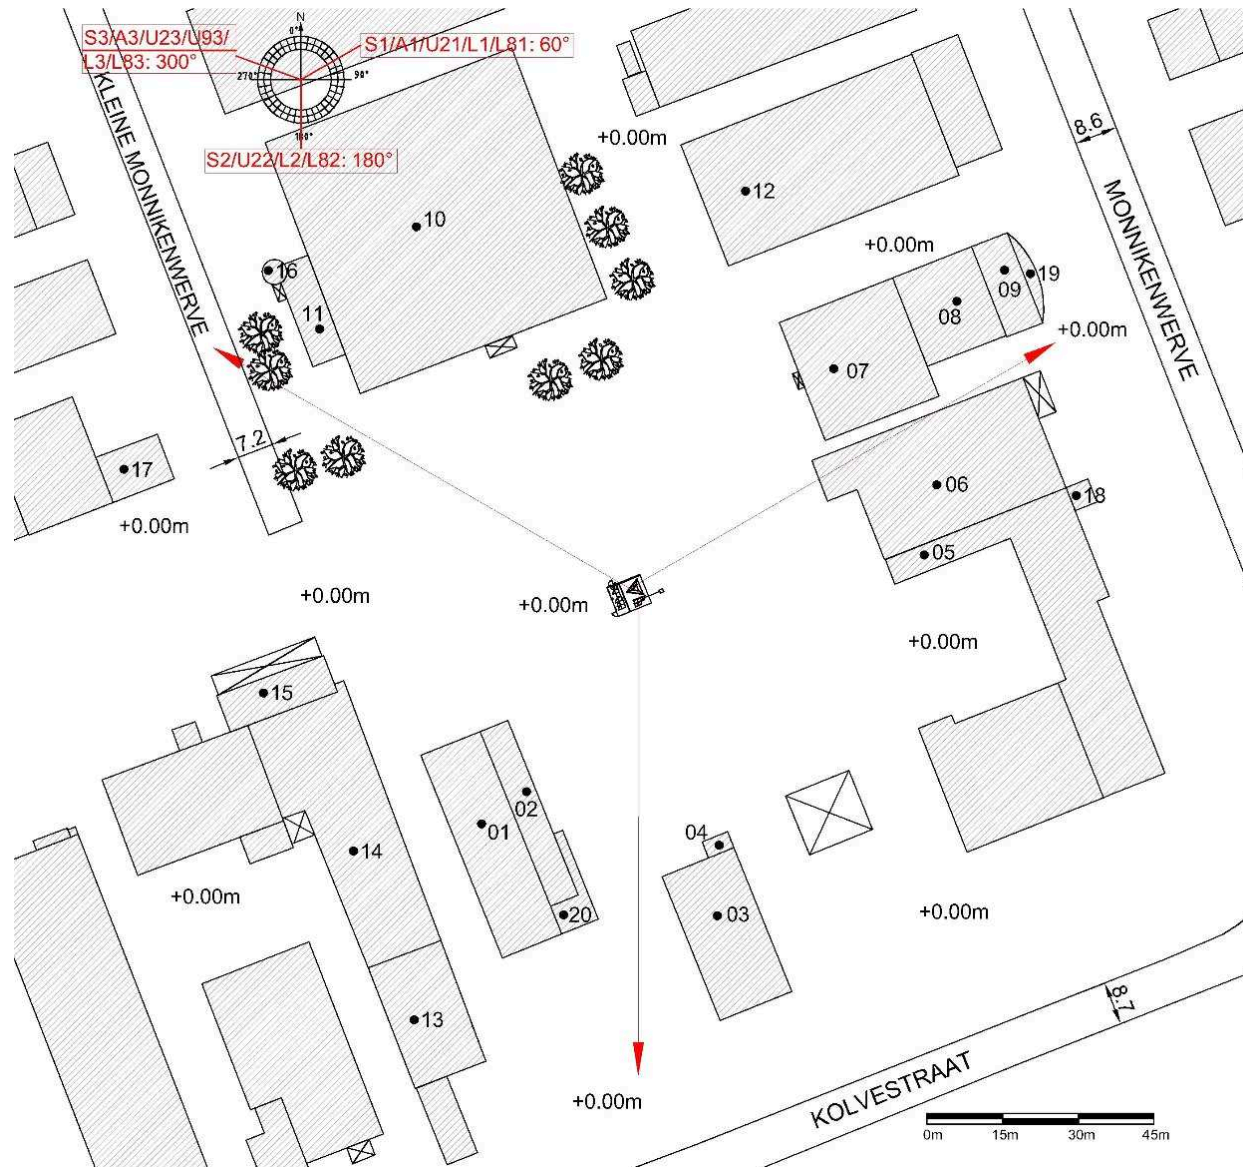 N
0°
S3/A3/U23/U93/
L3/L83: 300°
S1/A1/U21/L1/L81: 60°
270°
90°
180°
S2/U22/L2/L82: 180°
KLEINE MONNIKENWERVE
+0.00m
8.6
12
MONNIKENWERVE
10
+0.00m
16
09
19
08
11
+0.00m
07
7.2
17
06
18
+0.00m
05
+0.00m
+0.00m
+0.00m
15
02
01
04
14
+0.00m
20
03
+0.00m
8.7
13
KOLVESTRAAT
+0.00m
0m
15m
30m
45m